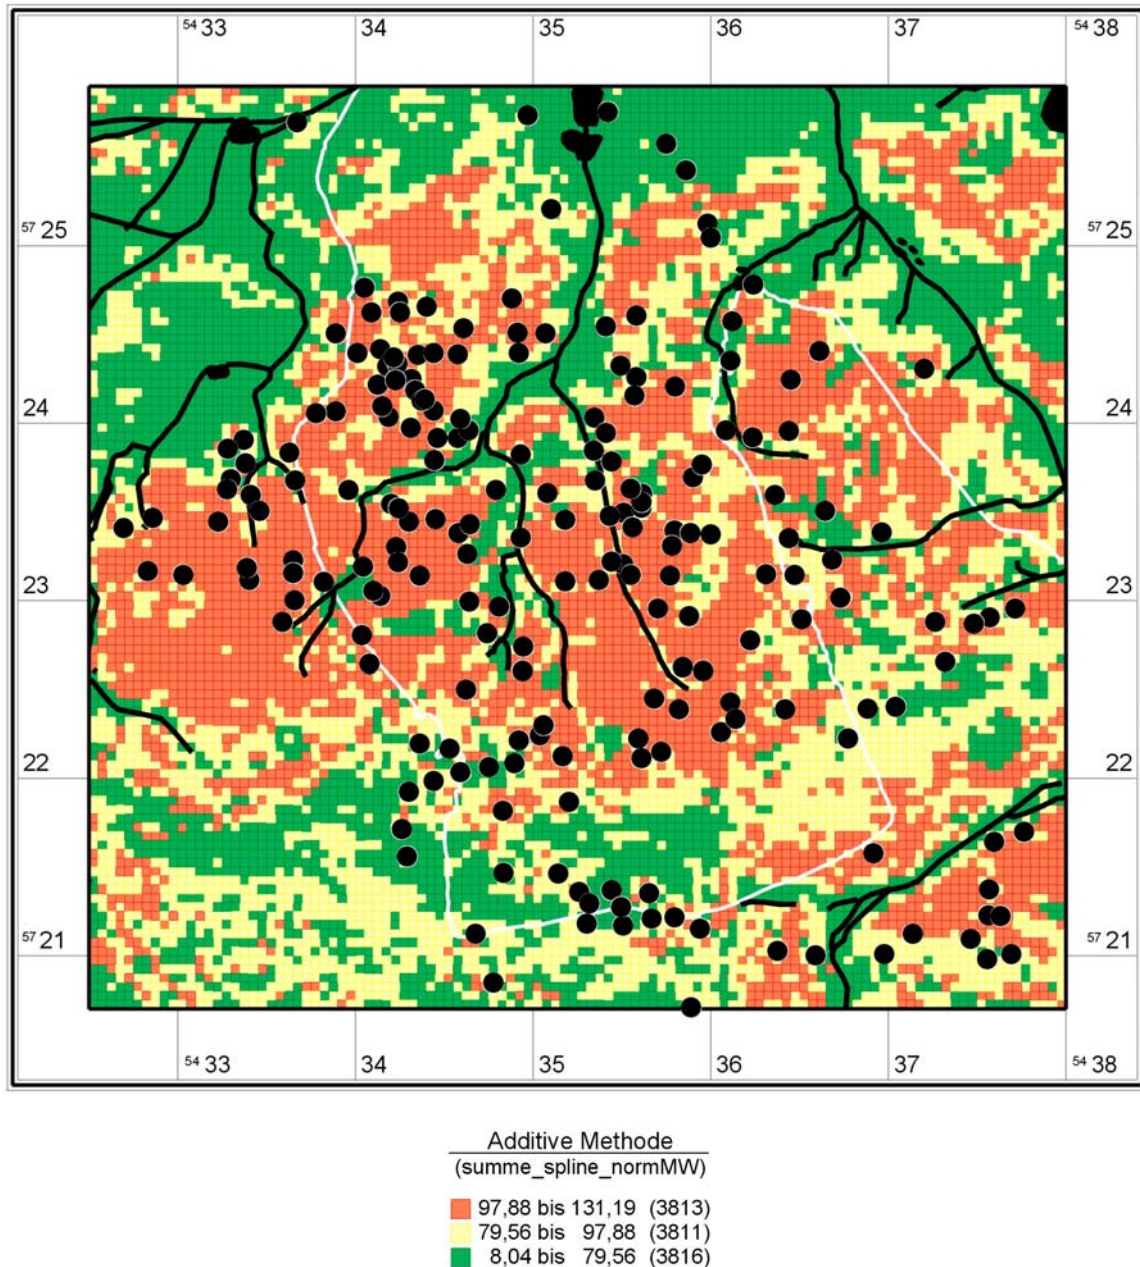 54 33 34 35 36 37 54 38
57 25 57 25
24 24
23 23
22 22
57 21 57 21
54 33 34 35 36 37 54 38
Additive Methode
(summe_spline_normMW)
97,88 bis 131,19 (3813)
79,56 bis 97,88 (3811)
8,04 bis 79,56 (3816)